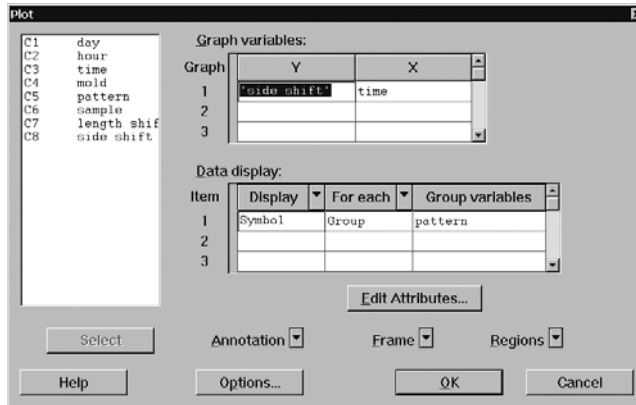 Plot
C1 day
C2 hour
C3 time
C4 mold
C5 pattern
C6 sample
C7 length shif
C8 side shift
Graph variables:
Graph Y X
1 'side shift' time
2
3
Data display:
Item Display For each Group variables
1 Symbol Group pattern
2
3
Edit Attributes...
Select
Annotation Frame Regions
Help Options... OK Cancel